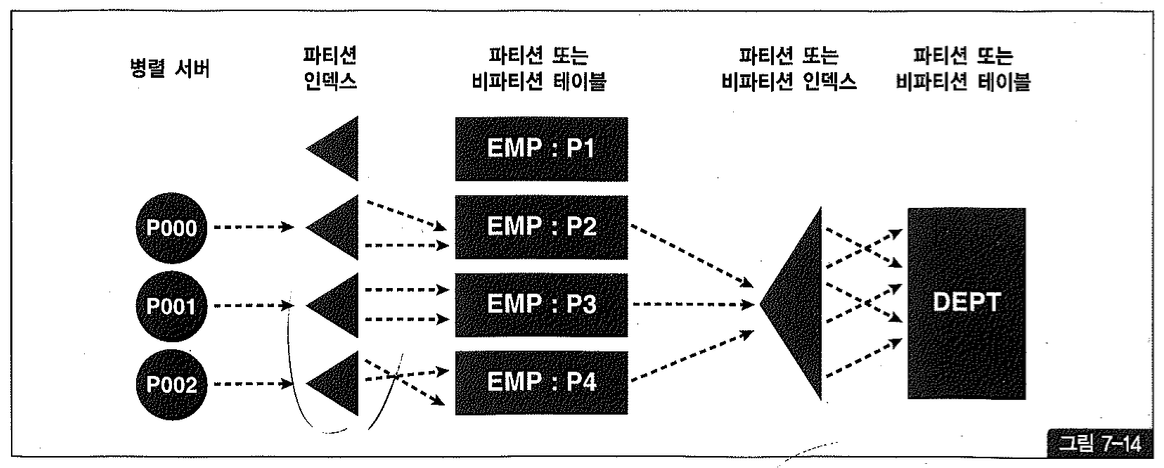 병렬 서버
파티션
인덱스
파티션 또는
비파티션 테이블
파티션 또는
비파티션 인덱스
파티션 또는
비파티션 테이블
EMP : P1
P000
EMP : P2
P001
EMP : P3
DEPT
P002
EMP : P4
그림 7-14